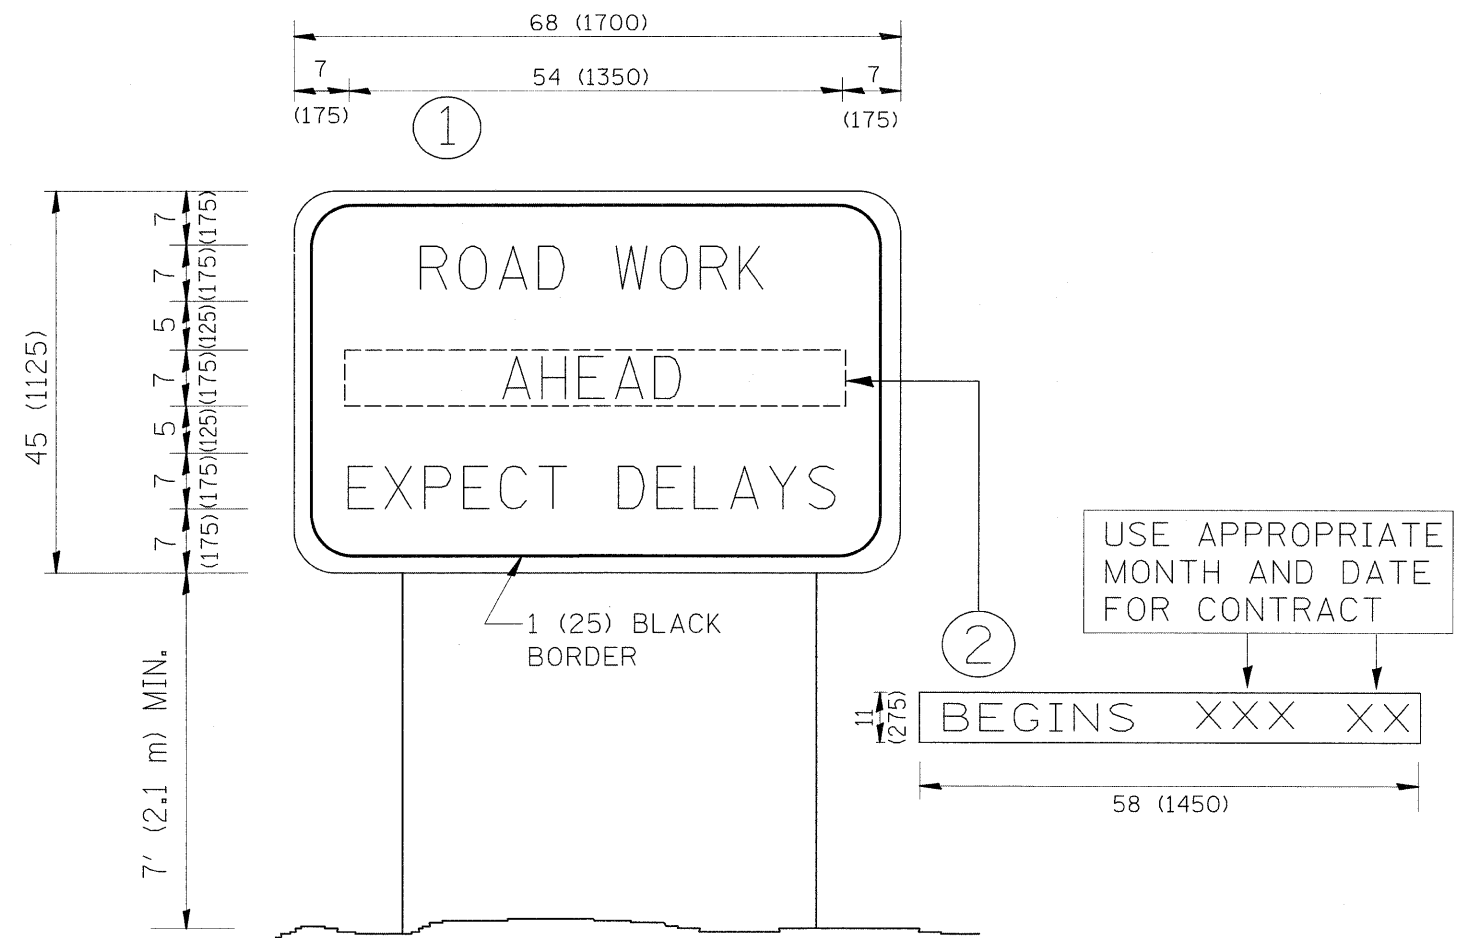 68 (1700)
7
54 (1350)
7
(175)
(175)
1
45 (1125)
7 (175)
7 (175)
5 (125)
7 (175)
5 (125)
7 (175)
7 (175)
ROAD WORK
AHEAD
EXPECT DELAYS
1 (25) BLACK
BORDER
7' (2.1 m) MIN.
2
USE APPROPRIATE
MONTH AND DATE
FOR CONTRACT
11
(275)
BEGINS XXX XX
58 (1450)